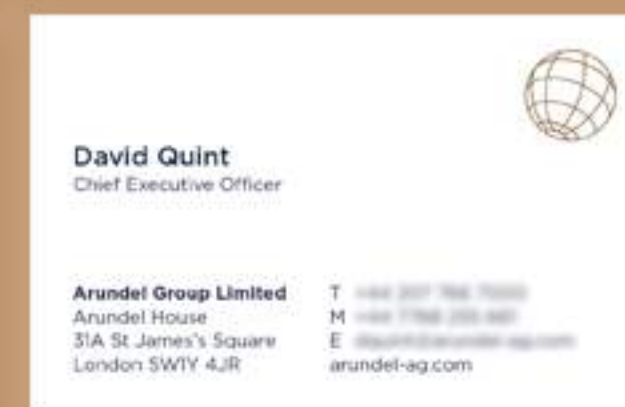 David Quint
Chief Executive Officer
Arundel Group Limited
Arundel House
31A St James's Square
London SW1Y 4JR
T
M
E
arundel-ag.com